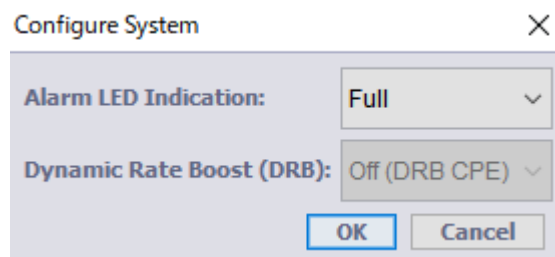 Configure System
Alarm LED Indication: Full
Dynamic Rate Boost (DRB): Off (DRB CPE)
OK Cancel